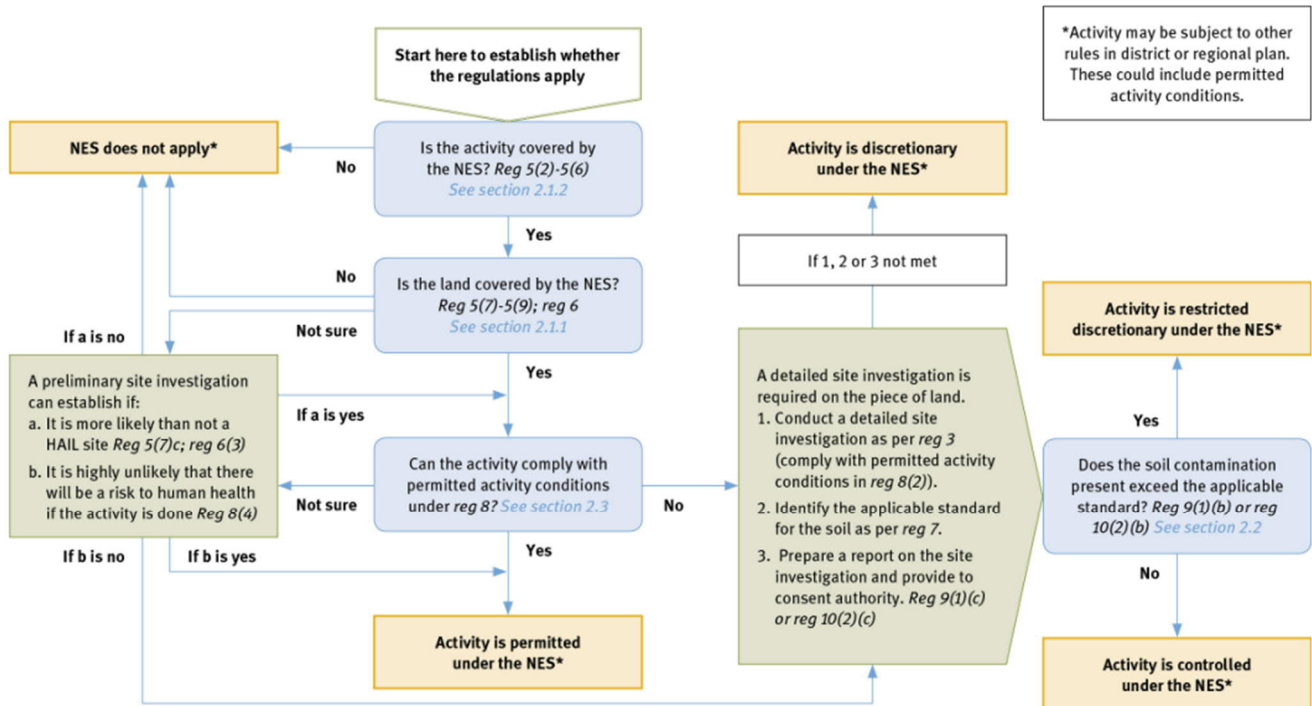 Start here to establish whether
the regulations apply
*Activity may be subject to other
rules in district or regional plan.
These could include permitted
activity conditions.
NES does not apply*
No
Is the activity covered by
the NES? Reg 5(2)-5(6)
See section 2.1.2
Activity is discretionary
under the NES*
Yes
If 1, 2 or 3 not met
No
Is the land covered by the NES?
Reg 5(7)-5(9); reg 6
See section 2.1.1
Not sure
If a is no
Yes
Activity is restricted
discretionary under the NES*
A preliminary site investigation
can establish if:
a. It is more likely than not a
HAIL site Reg 5(7)c; reg 6(3)
b. It is highly unlikely that there
will be a risk to human health
if the activity is done Reg 8(4)
If a is yes
Can the activity comply with
permitted activity conditions
under reg 8? See section 2.3
Not sure
No
A detailed site investigation is
required on the piece of land.
1. Conduct a detailed site
investigation as per reg 3
(comply with permitted activity
conditions in reg 8(2)).
2. Identify the applicable standard
for the soil as per reg 7.
3. Prepare a report on the site
investigation and provide to
consent authority. Reg 9(1)(c)
or reg 10(2)(c)
Yes
Does the soil contamination
present exceed the applicable
standard? Reg 9(1)(b) or reg
10(2)(b) See section 2.2
If b is no
If b is yes
Yes
No
Activity is permitted
under the NES*
Activity is controlled
under the NES*